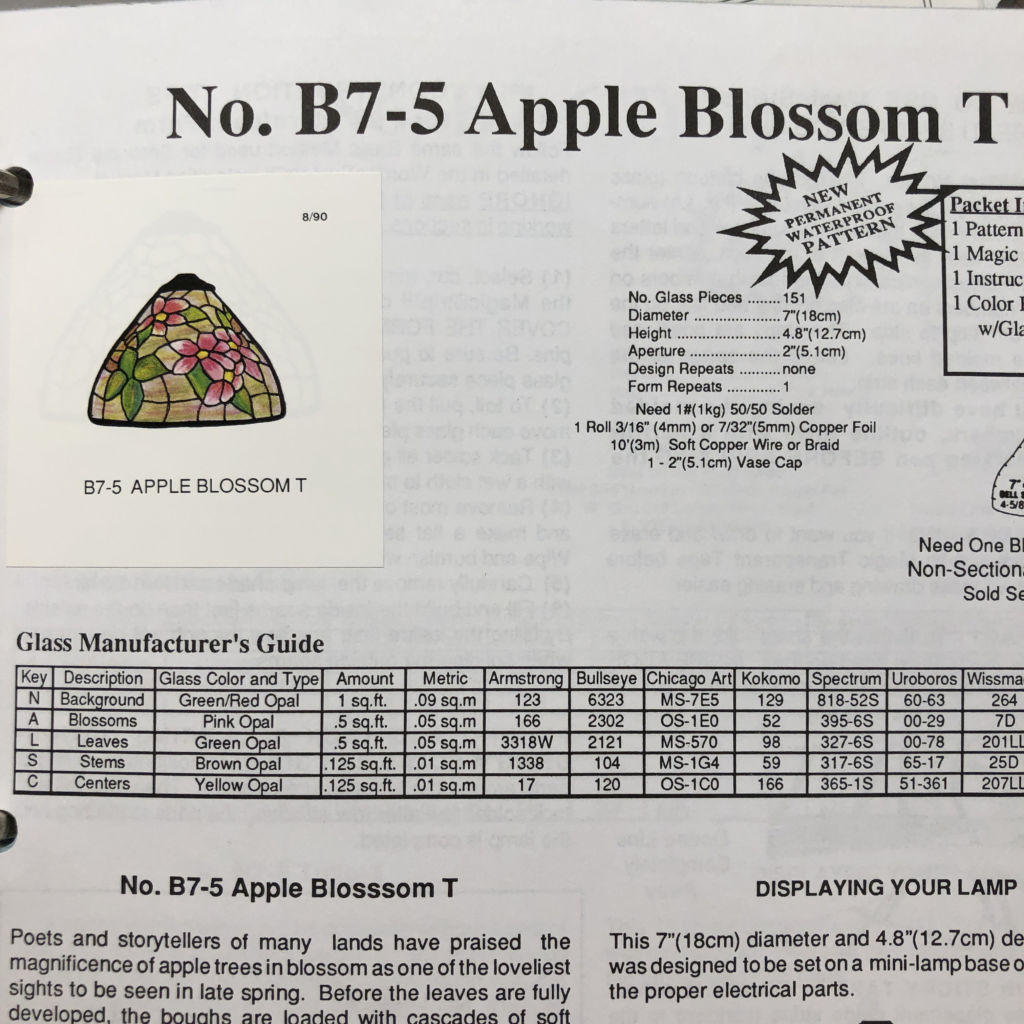 No. B7-5 Apple Blossom T
8/90
B7-5 APPLE BLOSSOM T
NEW
PERMANENT
WATERPROOF
PATTERN
Packet I
1 Pattern
1 Magic
1 Instruc
1 Color
w/Gla
No. Glass Pieces ........151
Diameter .....................7"(18cm)
Height .........................4.8"(12.7cm)
Aperture ......................2"(5.1cm)
Design Repeats ..........none
Form Repeats .............1
Need 1#(1kg) 50/50 Solder
1 Roll 3/16" (4mm) or 7/32"(5mm) Copper Foil
10'(3m) Soft Copper Wire or Braid
1 - 2"(5.1cm) Vase Cap
7"
BELL
4-5/8
Need One Bl
Non-Sectiona
Sold Se
Glass Manufacturer's Guide
Key Description Glass Color and Type Amount Metric Armstrong Bullseye Chicago Art Kokomo Spectrum Uroboros Wissma
N Background Green/Red Opal 1 sq.ft. .09 sq.m 123 6323 MS-7E5 129 818-52S 60-63 264
A Blossoms Pink Opal .5 sq.ft. .05 sq.m 166 2302 OS-1E0 52 395-6S 00-29 7D
L Leaves Green Opal .5 sq.ft. .05 sq.m 3318W 2121 MS-570 98 327-6S 00-78 201LL
S Stems Brown Opal .125 sq.ft. .01 sq.m 1338 104 MS-1G4 59 317-6S 65-17 25D
C Centers Yellow Opal .125 sq.ft. .01 sq.m 17 120 OS-1C0 166 365-1S 51-361 207LL
No. B7-5 Apple Blosssom T
Poets and storytellers of many lands have praised the
magnificence of apple trees in blossom as one of the loveliest
sights to be seen in late spring. Before the leaves are fully
developed, the boughs are loaded with cascades of soft
DISPLAYING YOUR LAMP
This 7"(18cm) diameter and 4.8"(12.7cm) de
was designed to be set on a mini-lamp base o
the proper electrical parts.